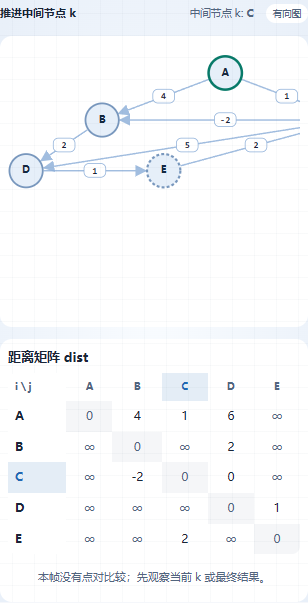 推进中间节点 k 中间节点 k: C 有向图
A
4 1
B -2
2 5 2
D 1 E
距离矩阵 dist
i \ j A B C D E
A 0 4 1 6 ∞
B ∞ 0 ∞ 2 ∞
C ∞ -2 0 0 ∞
D ∞ ∞ ∞ 0 1
E ∞ ∞ 2 ∞ 0
本帧没有点对比较；先观察当前 k 或最终结果。